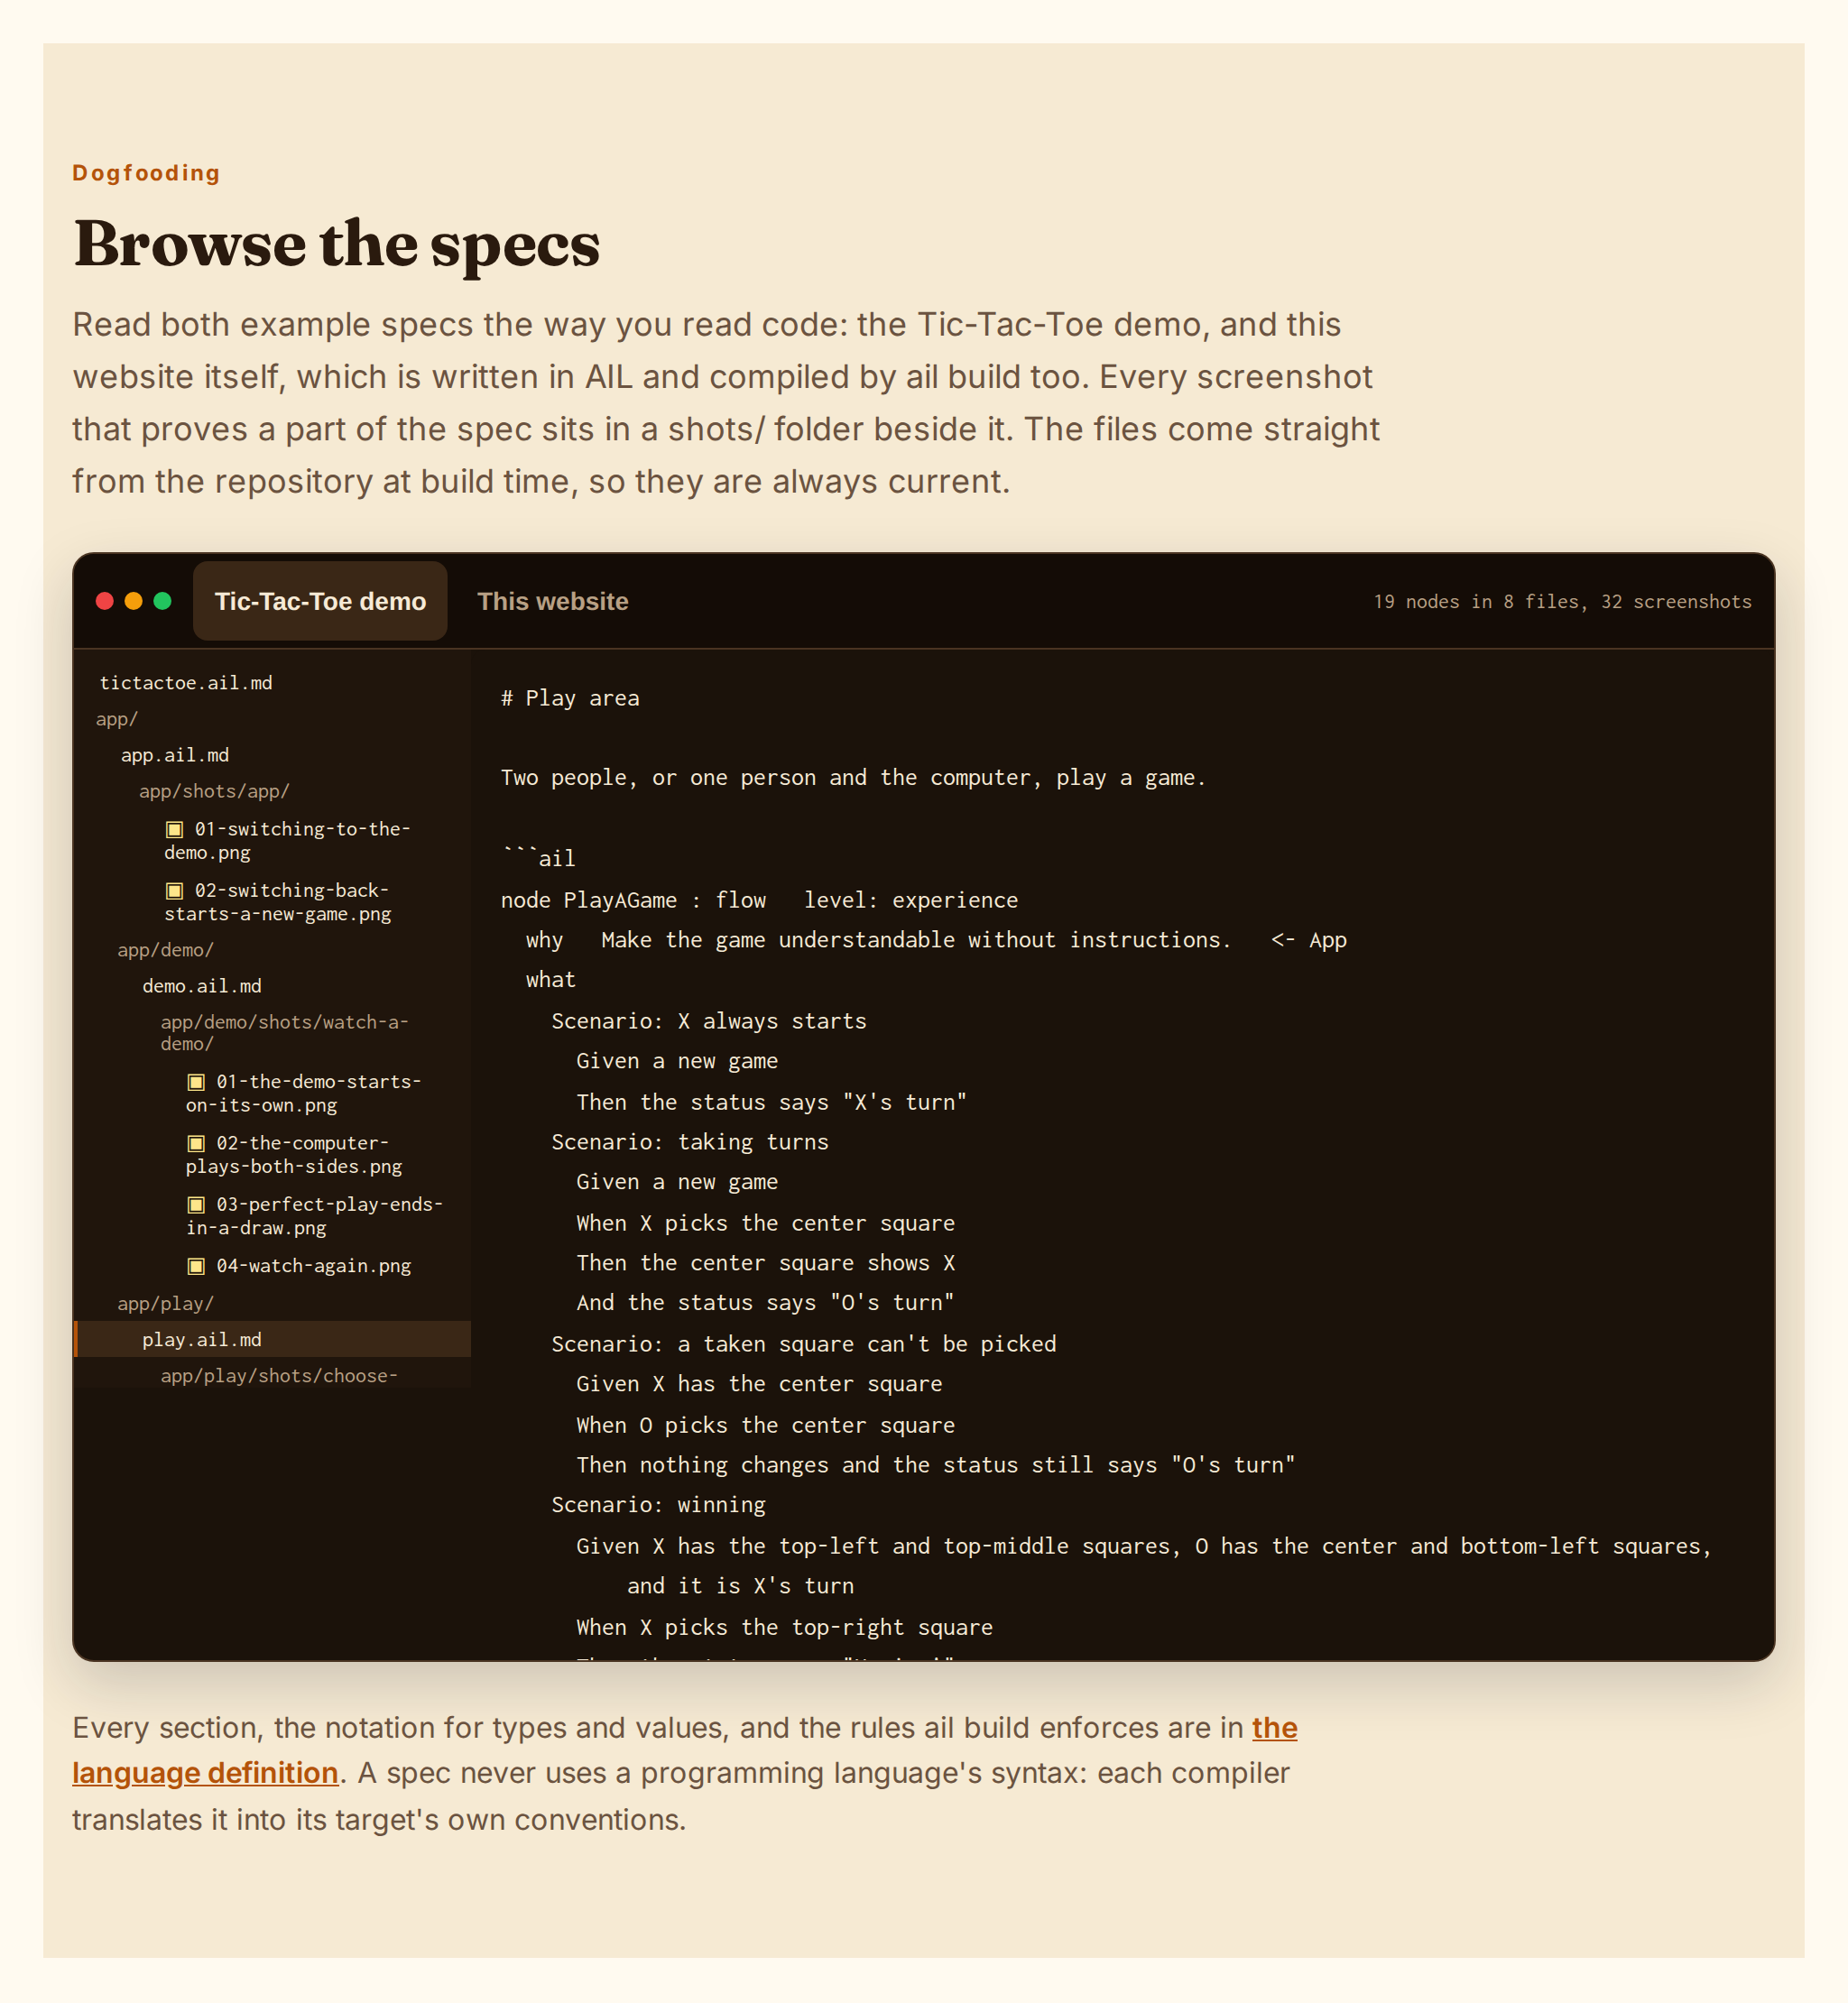 Dogfooding
Browse the specs
Read both example specs the way you read code: the Tic-Tac-Toe demo, and this
website itself, which is written in AIL and compiled by ail build too. Every screenshot
that proves a part of the spec sits in a shots/ folder beside it. The files come straight
from the repository at build time, so they are always current.
Tic-Tac-Toe demo
This website
19 nodes in 8 files, 32 screenshots
tictactoe.ail.md
app/
app.ail.md
app/shots/app/
▣ 01-switching-to-the-
demo.png
▣ 02-switching-back-
starts-a-new-game.png
app/demo/
demo.ail.md
app/demo/shots/watch-a-
demo/
▣ 01-the-demo-starts-
on-its-own.png
▣ 02-the-computer-
plays-both-sides.png
▣ 03-perfect-play-ends-
in-a-draw.png
▣ 04-watch-again.png
app/play/
play.ail.md
app/play/shots/choose-
# Play area
Two people, or one person and the computer, play a game.
```ail
node PlayAGame : flow   level: experience
  why   Make the game understandable without instructions.   <- App
  what
    Scenario: X always starts
      Given a new game
      Then the status says "X's turn"
    Scenario: taking turns
      Given a new game
      When X picks the center square
      Then the center square shows X
      And the status says "O's turn"
    Scenario: a taken square can't be picked
      Given X has the center square
      When O picks the center square
      Then nothing changes and the status still says "O's turn"
    Scenario: winning
      Given X has the top-left and top-middle squares, O has the center and bottom-left squares,
          and it is X's turn
      When X picks the top-right square
Every section, the notation for types and values, and the rules ail build enforces are in the
language definition. A spec never uses a programming language's syntax: each compiler
translates it into its target's own conventions.